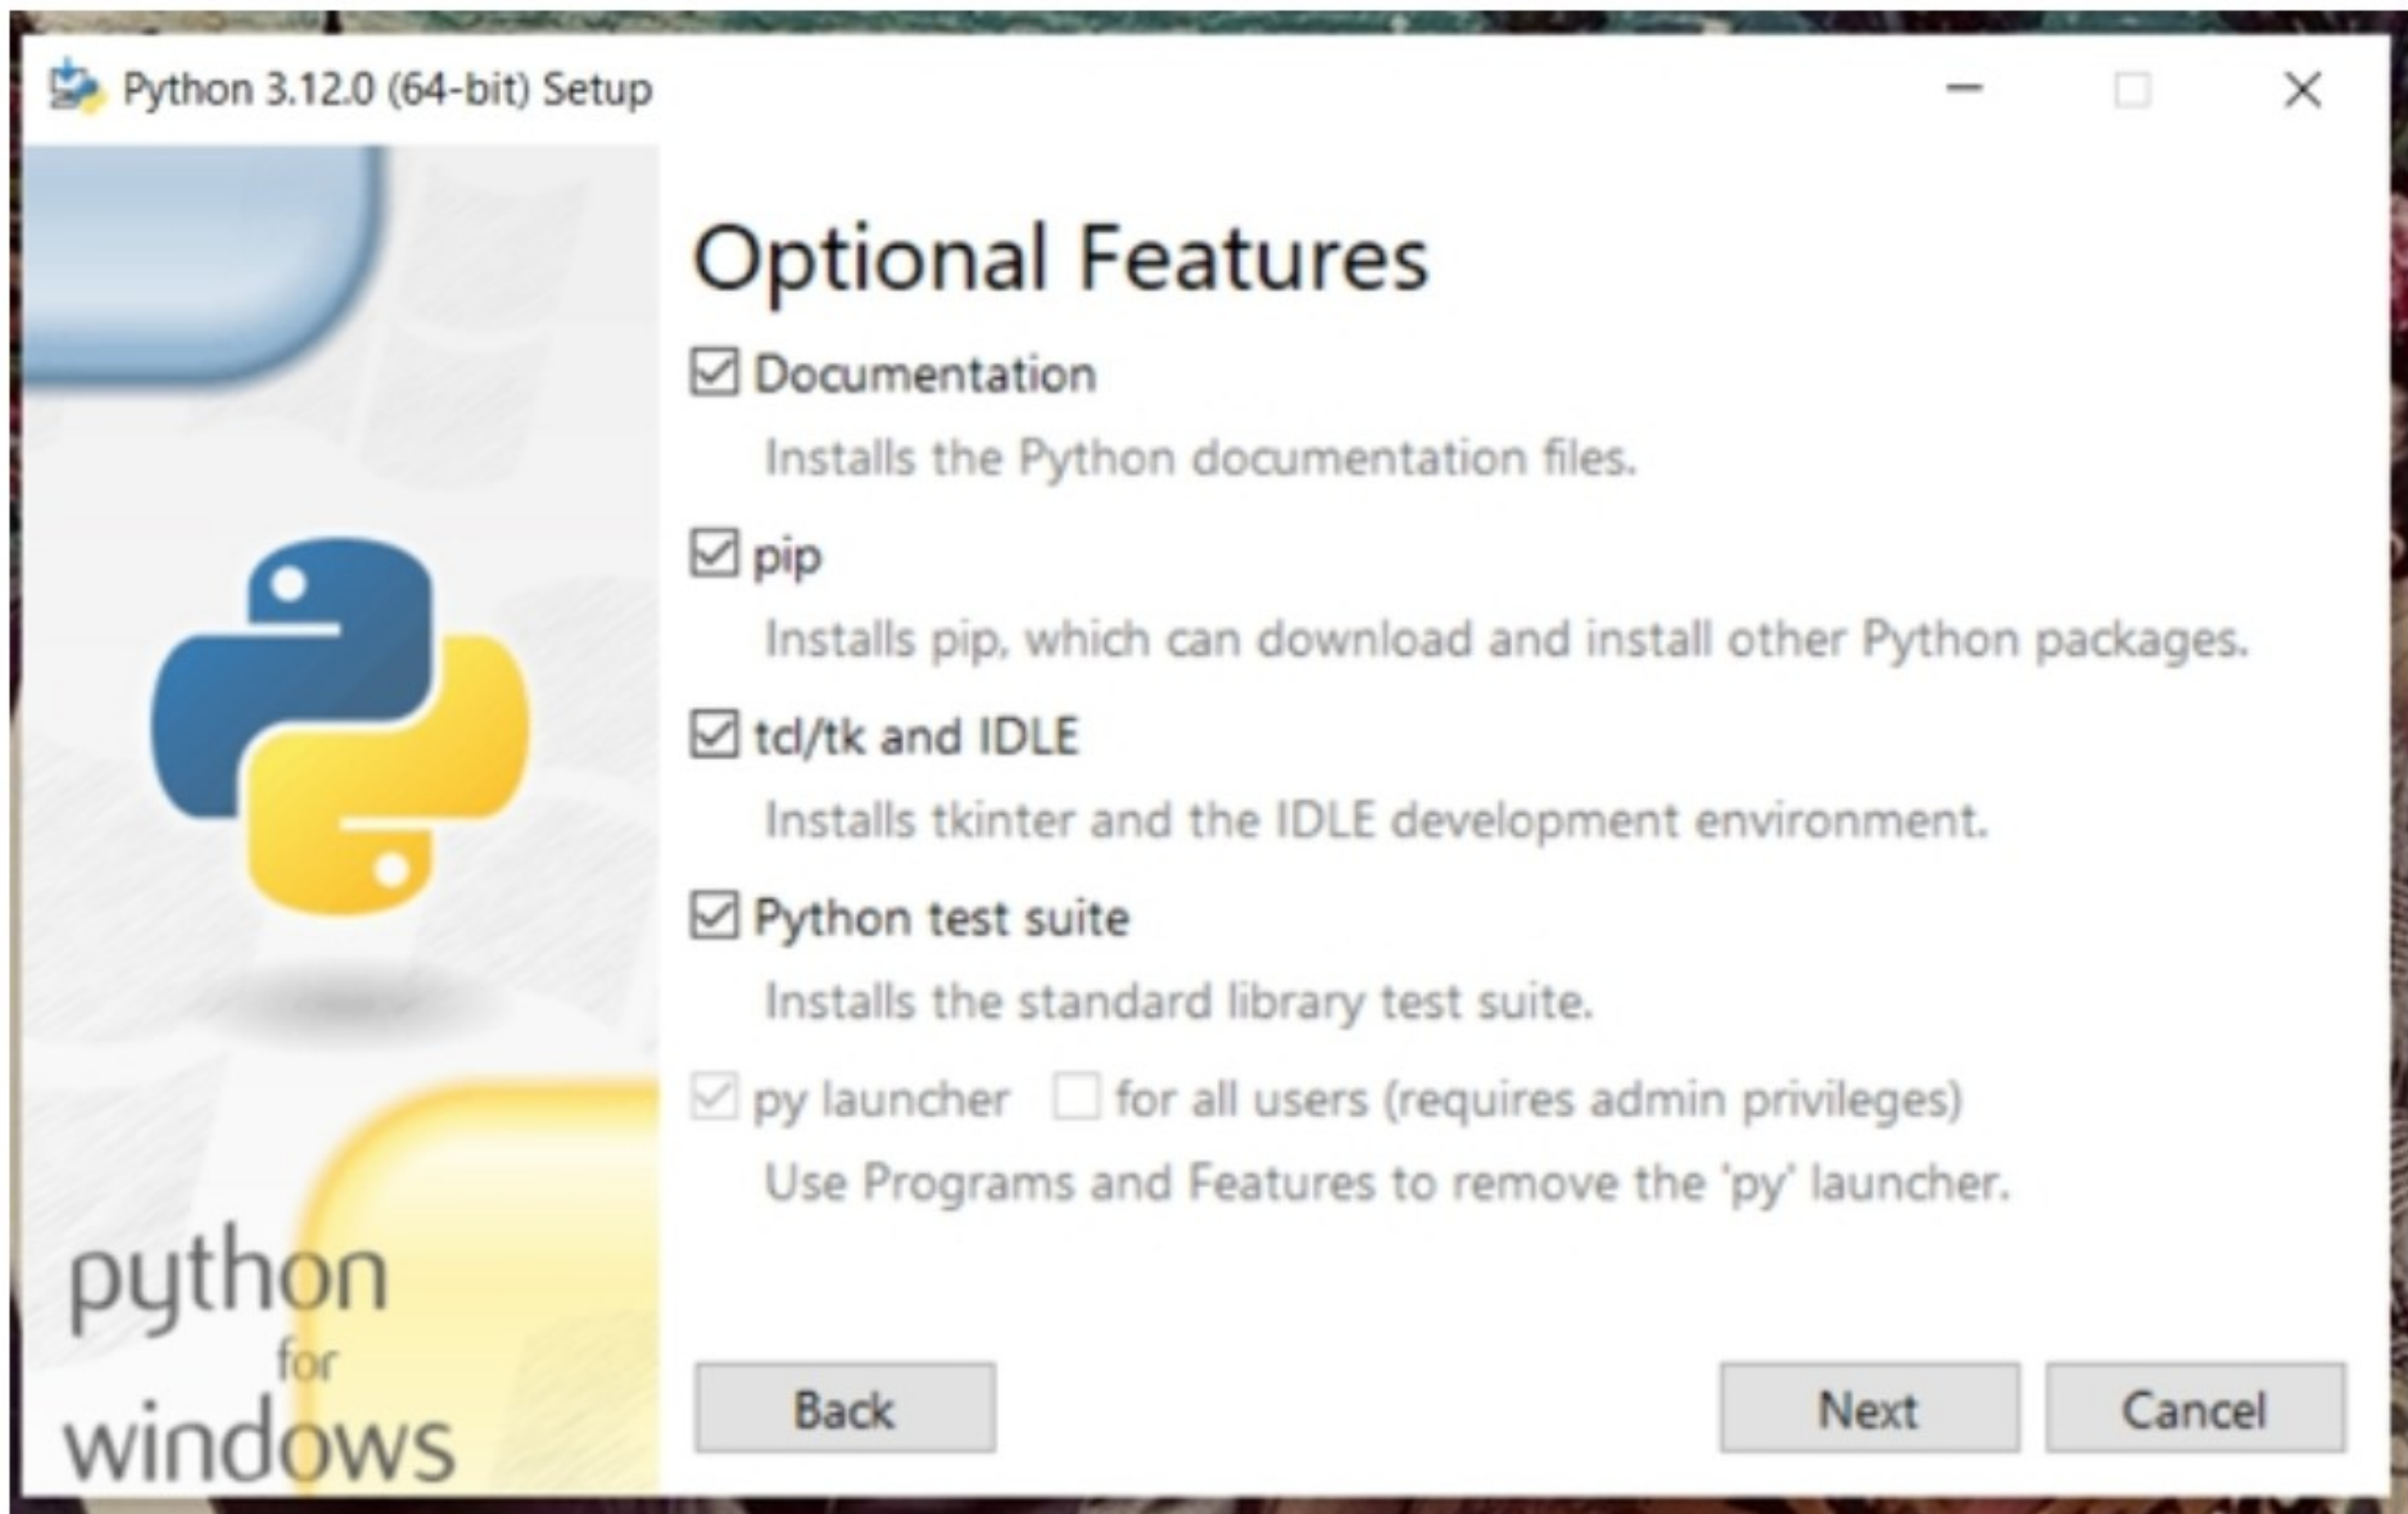 Python 3.12.0 (64-bit) Setup
Optional Features
Documentation
Installs the Python documentation files.
pip
Installs pip, which can download and install other Python packages.
tcl/tk and IDLE
Installs tkinter and the IDLE development environment.
Python test suite
Installs the standard library test suite.
py launcher for all users (requires admin privileges)
Use Programs and Features to remove the 'py' launcher.
python
for
windows
Back Next Cancel